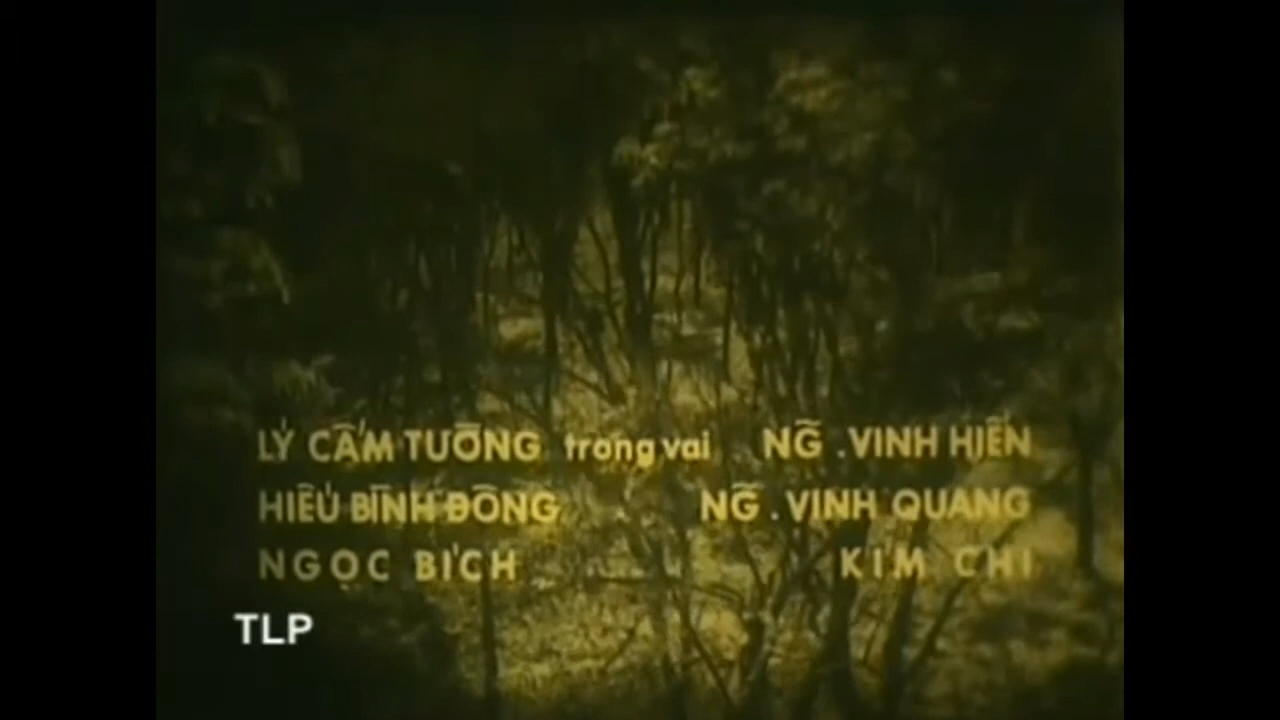 LÝ CẨM TƯỜNG trong vai NG̃ .VINH HIỂN
HIẾU BÌNH ĐÔNG NG̃ . VINH QUANG
NGỌC BÍCH KIM CHI
TLP